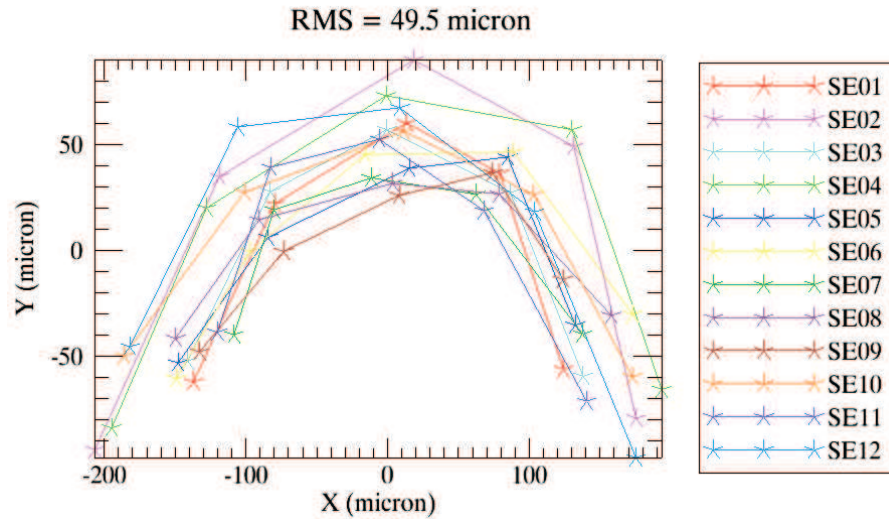 RMS = 49.5 micron
Y (micron)
50
0
-50
-200
-100
0
100
X (micron)
SE01
SE02
SE03
SE04
SE05
SE06
SE07
SE08
SE09
SE10
SE11
SE12